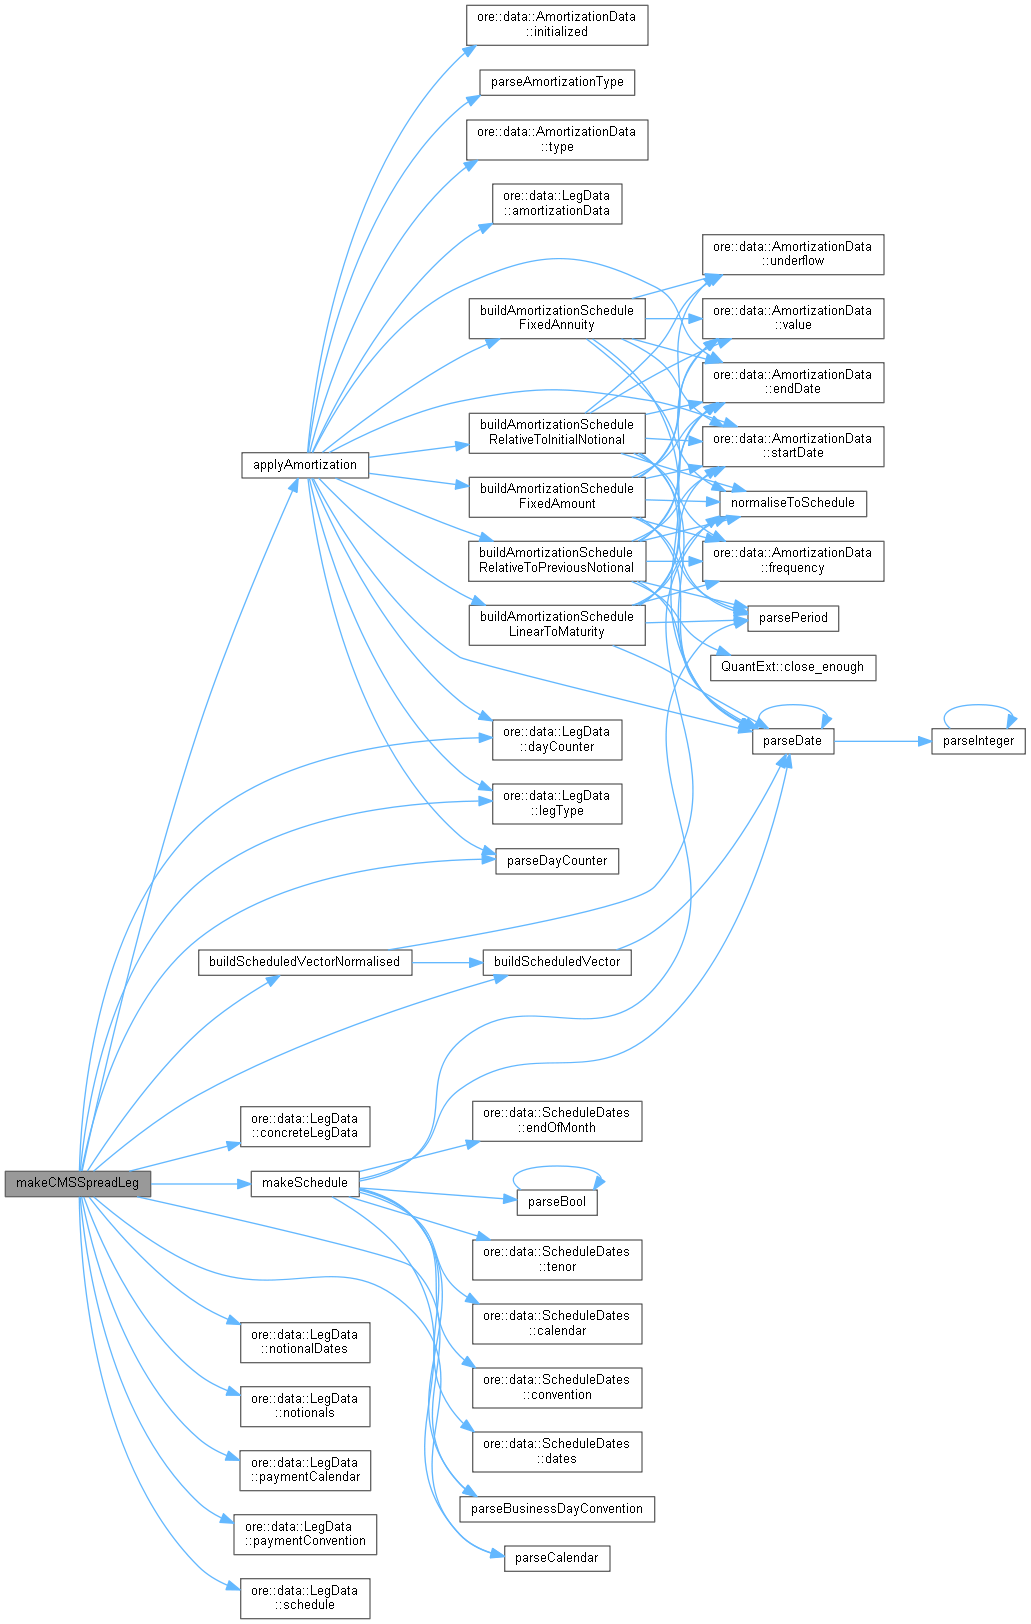 ore::data::AmortizationData
::initialized
parseAmortizationType
ore::data::AmortizationData
::type
ore::data::LegData
::amortizationData
ore::data::AmortizationData
::underflow
buildAmortizationSchedule
FixedAnnuity
ore::data::AmortizationData
::value
ore::data::AmortizationData
::endDate
buildAmortizationSchedule
RelativeToInitialNotional
ore::data::AmortizationData
::startDate
applyAmortization
buildAmortizationSchedule
FixedAmount
normaliseToSchedule
buildAmortizationSchedule
RelativeToPreviousNotional
ore::data::AmortizationData
::frequency
buildAmortizationSchedule
LinearToMaturity
parsePeriod
QuantExt::close_enough
ore::data::LegData
::dayCounter
parseDate
parseInteger
ore::data::LegData
::legType
parseDayCounter
buildScheduledVectorNormalised
buildScheduledVector
ore::data::LegData
::concreteLegData
ore::data::ScheduleDates
::endOfMonth
makeCMSSpreadLeg
makeSchedule
parseBool
ore::data::ScheduleDates
::tenor
ore::data::ScheduleDates
::calendar
ore::data::LegData
::notionalDates
ore::data::ScheduleDates
::convention
ore::data::LegData
::notionals
ore::data::ScheduleDates
::dates
ore::data::LegData
::paymentCalendar
parseBusinessDayConvention
ore::data::LegData
::paymentConvention
parseCalendar
ore::data::LegData
::schedule